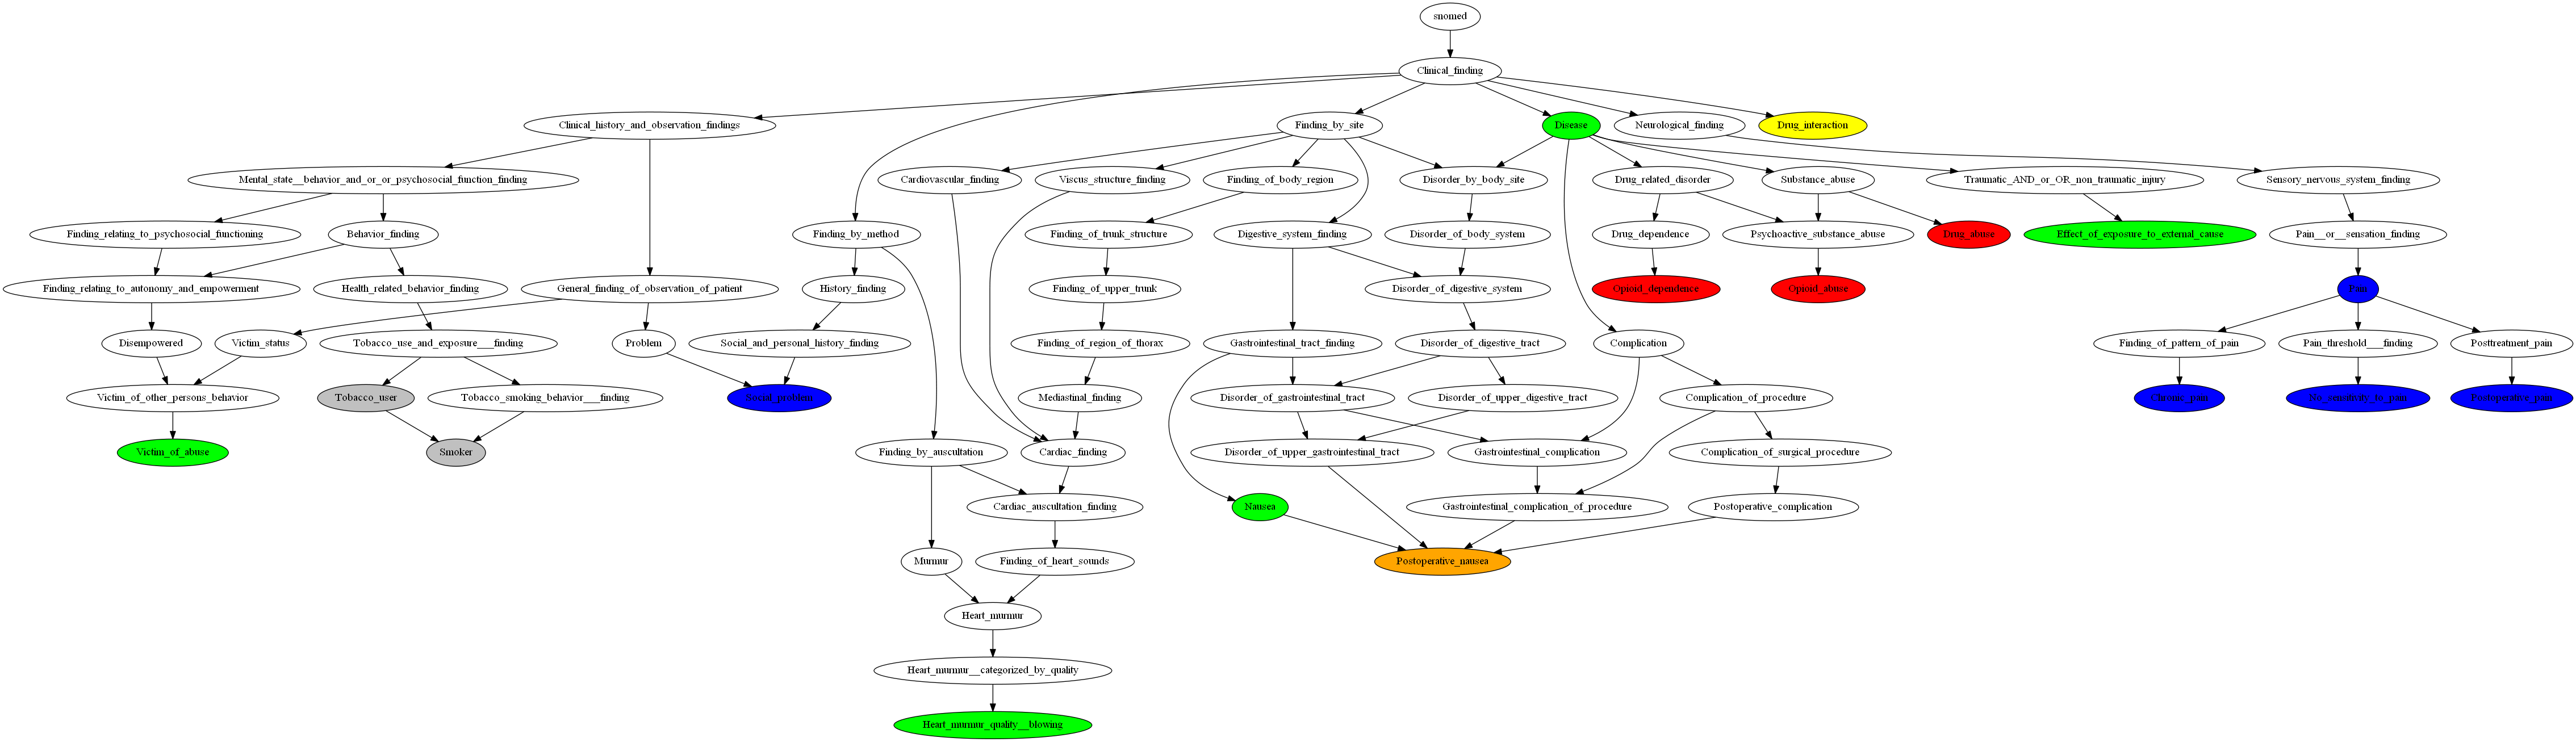 snomed
Clinical_finding
Clinical_history_and_observation_findings
Finding_by_site
Disease
Neurological_finding
Drug_interaction
Mental_state__behavior_and_or_or_psychosocial_function_finding
Cardiovascular_finding
Viscus_structure_finding
Finding_of_body_region
Disorder_by_body_site
Drug_related_disorder
Substance_abuse
Traumatic_AND_or_OR_non_traumatic_injury
Sensory_nervous_system_finding
Finding_relating_to_psychosocial_functioning
Behavior_finding
Finding_by_method
Finding_of_trunk_structure
Digestive_system_finding
Disorder_of_body_system
Drug_dependence
Psychoactive_substance_abuse
Drug_abuse
Effect_of_exposure_to_external_cause
Pain__or__sensation_finding
Finding_relating_to_autonomy_and_empowerment
Health_related_behavior_finding
General_finding_of_observation_of_patient
History_finding
Finding_of_upper_trunk
Disorder_of_digestive_system
Opioid_dependence
Opioid_abuse
Pain
Disempowered
Victim_status
Tobacco_use_and_exposure___finding
Problem
Social_and_personal_history_finding
Finding_of_region_of_thorax
Gastrointestinal_tract_finding
Disorder_of_digestive_tract
Complication
Finding_of_pattern_of_pain
Pain_threshold___finding
Posttreatment_pain
Victim_of_other_persons_behavior
Tobacco_user
Tobacco_smoking_behavior___finding
Social_problem
Mediastinal_finding
Disorder_of_gastrointestinal_tract
Disorder_of_upper_digestive_tract
Complication_of_procedure
Chronic_pain
No_sensitivity_to_pain
Postoperative_pain
Victim_of_abuse
Smoker
Finding_by_auscultation
Cardiac_finding
Disorder_of_upper_gastrointestinal_tract
Gastrointestinal_complication
Complication_of_surgical_procedure
Cardiac_auscultation_finding
Nausea
Gastrointestinal_complication_of_procedure
Postoperative_complication
Murmur
Finding_of_heart_sounds
Postoperative_nausea
Heart_murmur
Heart_murmur__categorized_by_quality
Heart_murmur_quality__blowing